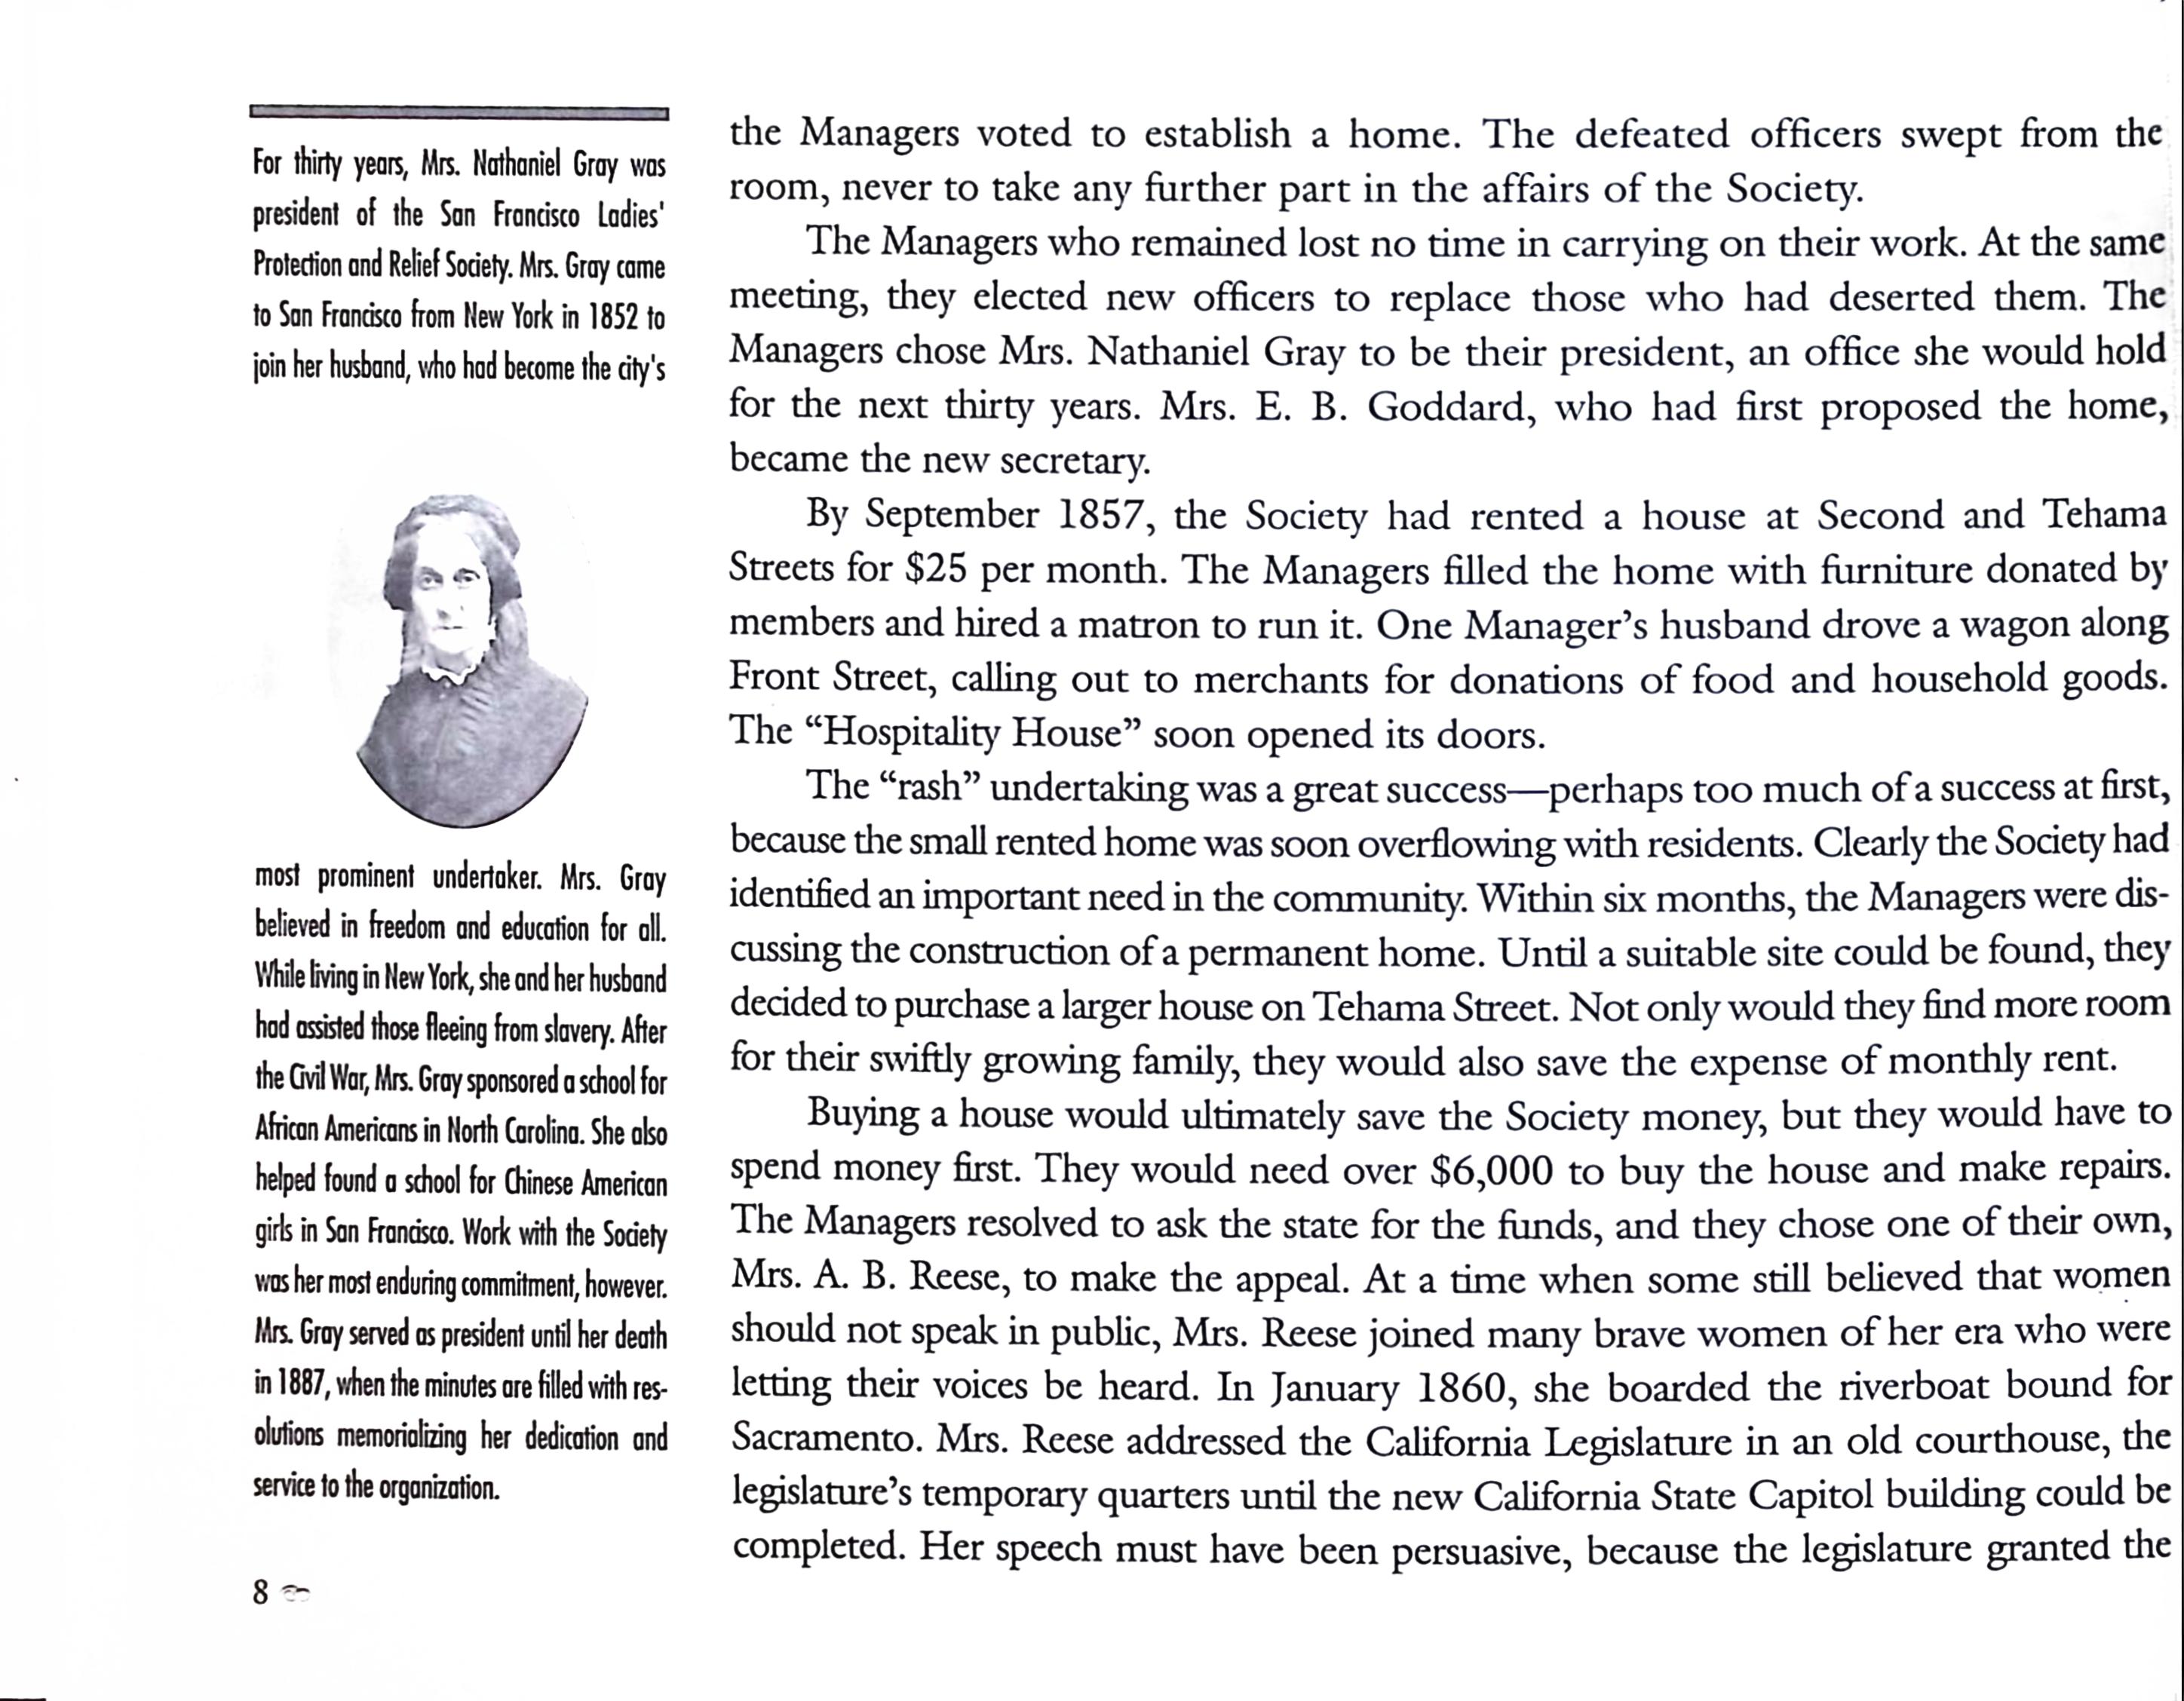 For thirty years, Mrs. Nathaniel Gray was
president of the San Francisco Ladies'
Protection and Relief Society. Mrs. Gray came
to San Francisco from New York in 1852 to
join her husband, who had become the city's
most prominent undertaker. Mrs. Gray
believed in freedom and education for all.
While living in New York, she and her husband
had assisted those fleeing from slavery. After
the Civil War, Mrs. Gray sponsored a school for
African Americans in North Carolina. She also
helped found a school for Chinese American
girls in San Francisco. Work with the Society
was her most enduring commitment, however.
Mrs. Gray served as president until her death
in 1887, when the minutes are filled with res-
olutions memorializing her dedication and
service to the organization.
the Managers voted to establish a home. The defeated officers swept from the
room, never to take any further part in the affairs of the Society.
The Managers who remained lost no time in carrying on their work. At the same
meeting, they elected new officers to replace those who had deserted them. The
Managers chose Mrs. Nathaniel Gray to be their president, an office she would hold
for the next thirty years. Mrs. E. B. Goddard, who had first proposed the home,
became the new secretary.
By September 1857, the Society had rented a house at Second and Tehama
Streets for $25 per month. The Managers filled the home with furniture donated by
members and hired a matron to run it. One Manager’s husband drove a wagon along
Front Street, calling out to merchants for donations of food and household goods.
The “Hospitality House” soon opened its doors.
The “rash” undertaking was a great success—perhaps too much of a success at first,
because the small rented home was soon overflowing with residents. Clearly the Society had
identified an important need in the community. Within six months, the Managers were dis-
cussing the construction of a permanent home. Until a suitable site could be found, they
decided to purchase a larger house on Tehama Street. Not only would they find more room
for their swiftly growing family, they would also save the expense of monthly rent.
Buying a house would ultimately save the Society money, but they would have to
spend money first. They would need over $6,000 to buy the house and make repairs.
The Managers resolved to ask the state for the funds, and they chose one of their own,
Mrs. A. B. Reese, to make the appeal. At a time when some still believed that women
should not speak in public, Mrs. Reese joined many brave women of her era who were
letting their voices be heard. In January 1860, she boarded the riverboat bound for
Sacramento. Mrs. Reese addressed the California Legislature in an old courthouse, the
legislature’s temporary quarters until the new California State Capitol building could be
completed. Her speech must have been persuasive, because the legislature granted the
8